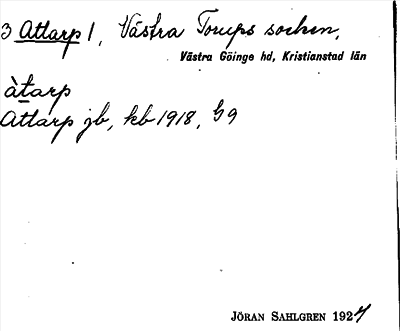 3 Attarp 1, Västra Torups socken,
Västra Göinge hd, Kristianstad län
àtarp
Attarp jb, kb 1918, G9
JÖRAN SAHLGREN 1924